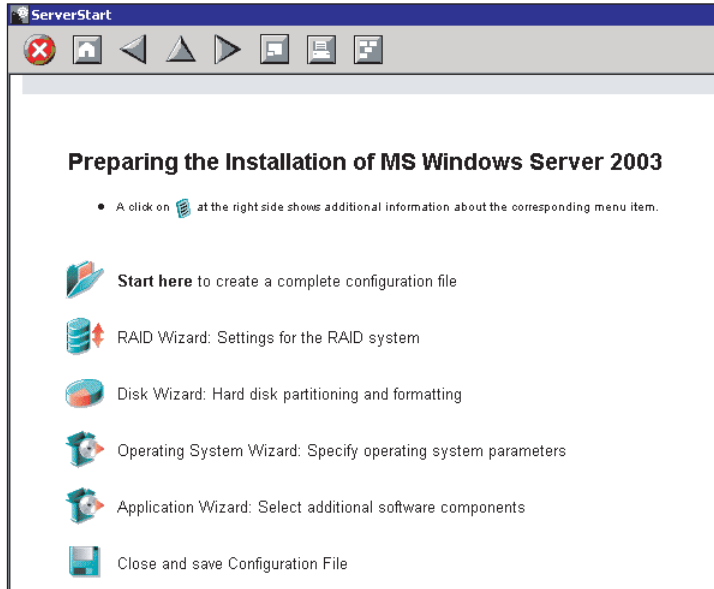 ServerStart
Preparing the Installation of MS Windows Server 2003
• A click on at the right side shows additional information about the corresponding menu item.
Start here to create a complete configuration file
RAID Wizard: Settings for the RAID system
Disk Wizard: Hard disk partitioning and formatting
Operating System Wizard: Specify operating system parameters
Application Wizard: Select additional software components
Close and save Configuration File